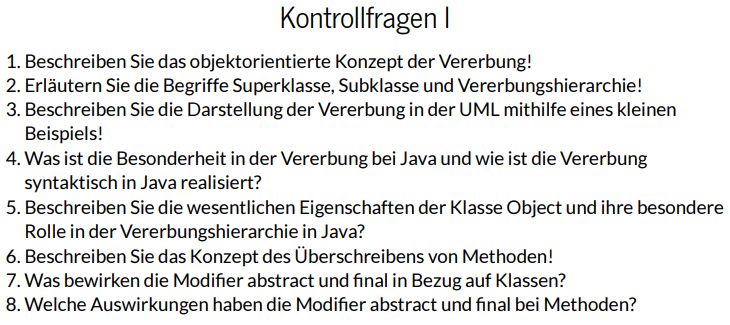 Kontrollfragen I
1. Beschreiben Sie das objektorientierte Konzept der Vererbung!
2. Erläutern Sie die Begriffe Superklasse, Subklasse und Vererbungshierarchie!
3. Beschreiben Sie die Darstellung der Vererbung in der UML mithilfe eines kleinen
Beispiels!
4. Was ist die Besonderheit in der Vererbung bei Java und wie ist die Vererbung
syntaktisch in Java realisiert?
5. Beschreiben Sie die wesentlichen Eigenschaften der Klasse Object und ihre besondere
Rolle in der Vererbungshierarchie in Java?
6. Beschreiben Sie das Konzept des Überschreibens von Methoden!
7. Was bewirken die Modifier abstract und final in Bezug auf Klassen?
8. Welche Auswirkungen haben die Modifier abstract und final bei Methoden?